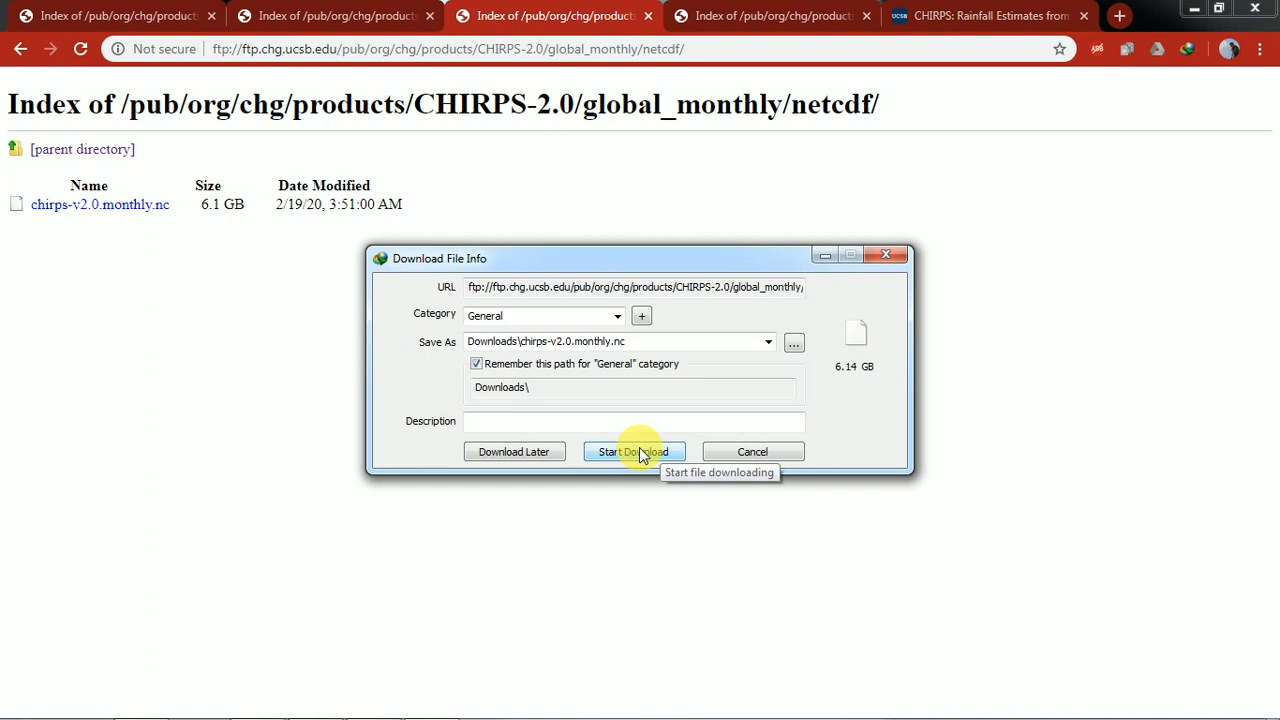 Index of /pub/org/chg/product:
Index of /pub/org/chg/product:
Index of /pub/org/chg/product:
Index of /pub/org/chg/product:
UCSB CHIRPS: Rainfall Estimates from
Not secure ftp://ftp.chg.ucsb.edu/pub/org/chg/products/CHIRPS-2.0/global_monthly/netcdf/
Index of /pub/org/chg/products/CHIRPS-2.0/global_monthly/netcdf/
[parent directory]
Name Size Date Modified
chirps-v2.0.monthly.nc 6.1 GB 2/19/20, 3:51:00 AM
Download File Info
URL ftp://ftp.chg.ucsb.edu/pub/org/chg/products/CHIRPS-2.0/global_monthly/
Category General +
Save As Downloads\chirps-v2.0.monthly.nc ...
Remember this path for "General" category
6.14 GB
Downloads\
Description
Download Later Start Download Cancel
Start file downloading